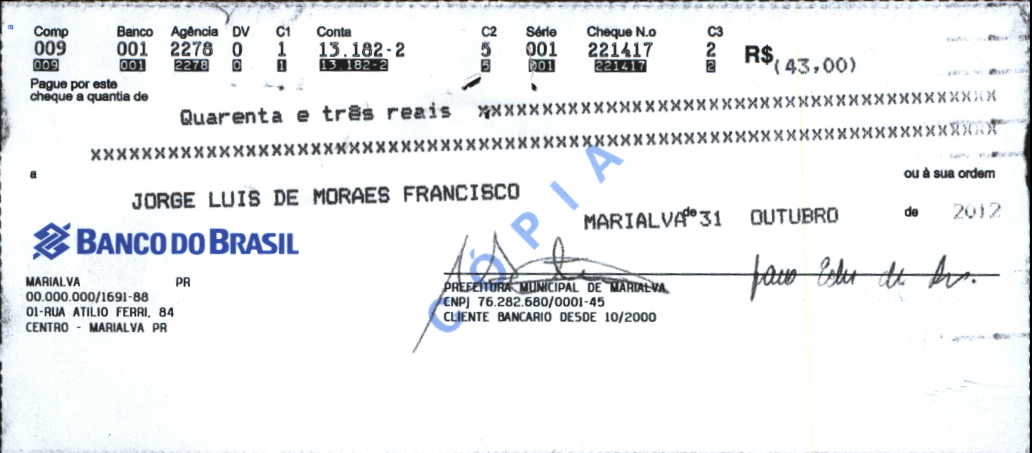 Comp Banco Agência DV C1 Conta C2 Série Cheque N.o C3
009 001 2278 0 1 13.182-2 5 001 221417 2 R$ (43,00)
009 001 2278 0 1 13.182-2 5 001 221417 2
Pague por este
cheque a quantia de
Quarenta e três reais xxxxxxxxxxxxxxxxxxxxxxxxxxxxxxxxxxxxxxxxxxxxxxxx
xxxxxxxxxxxxxxxxxxxxxxxxxxxxxxxxxxxxxxxxxxxxxxxxxxxxxxxxxxxxxxxxxxxxxxxxxxxxxxxxxxxx
a ou à sua ordem
JORGE LUIS DE MORAES FRANCISCO
MARIALVA de 31 OUTUBRO de 2012
BANCO DO BRASIL
MARIALVA PR
00.000.000/1691-88
01-RUA ATILIO FERRI, 84
CENTRO - MARIALVA PR
PREFEITURA MUNICIPAL DE MARIALVA
CNPJ 76.282.680/0001-45
CLIENTE BANCARIO DESDE 10/2000
CÓPIA